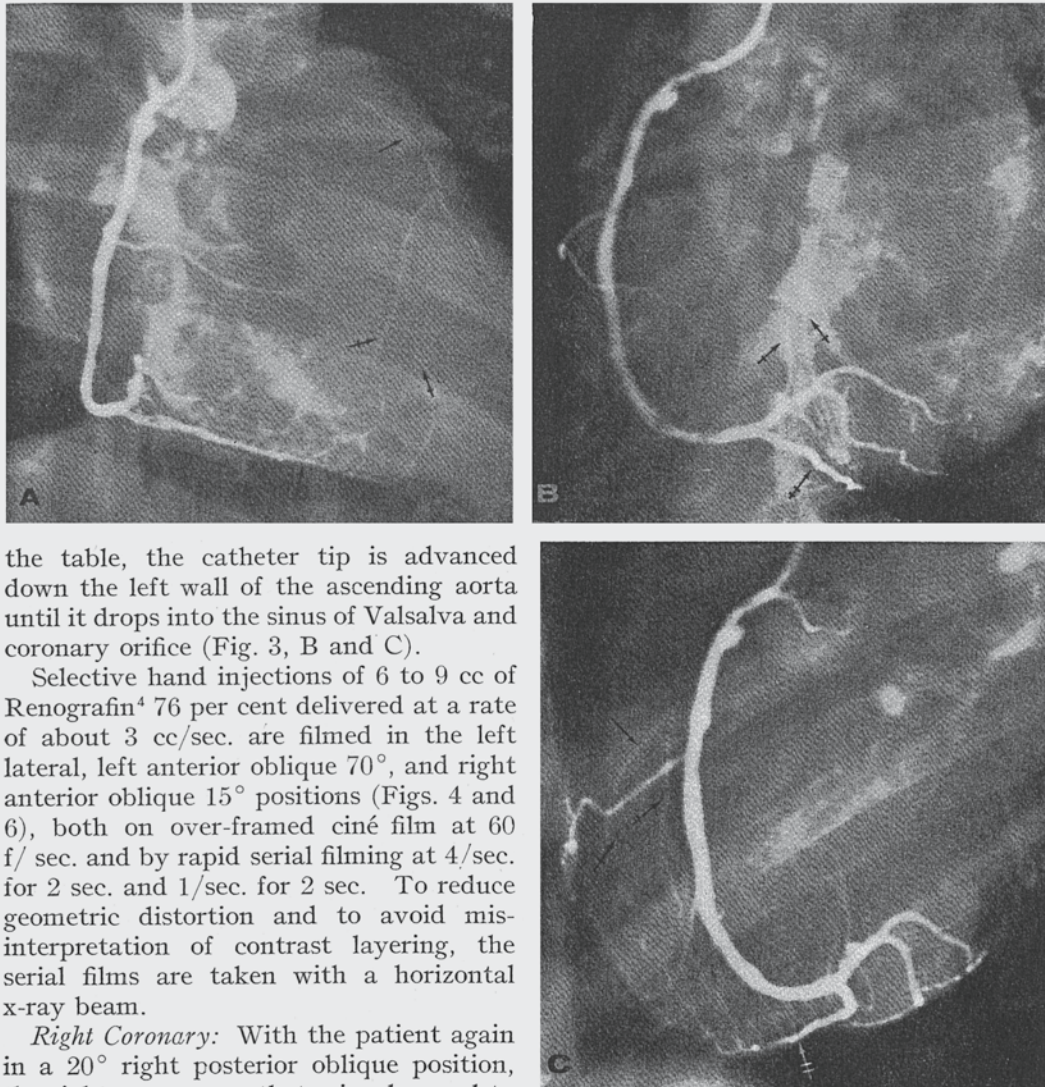 A
B
the table, the catheter tip is advanced
down the left wall of the ascending aorta
until it drops into the sinus of Valsalva and
coronary orifice (Fig. 3, B and C).
Selective hand injections of 6 to 9 cc of
Renografin⁴ 76 per cent delivered at a rate
of about 3 cc/sec. are filmed in the left
lateral, left anterior oblique 70°, and right
anterior oblique 15° positions (Figs. 4 and
6), both on over-framed ciné film at 60
f/ sec. and by rapid serial filming at 4/sec.
for 2 sec. and 1/sec. for 2 sec. To reduce
geometric distortion and to avoid mis-
interpretation of contrast layering, the
serial films are taken with a horizontal
x-ray beam.
Right Coronary: With the patient again
in a 20° right posterior oblique position,
C